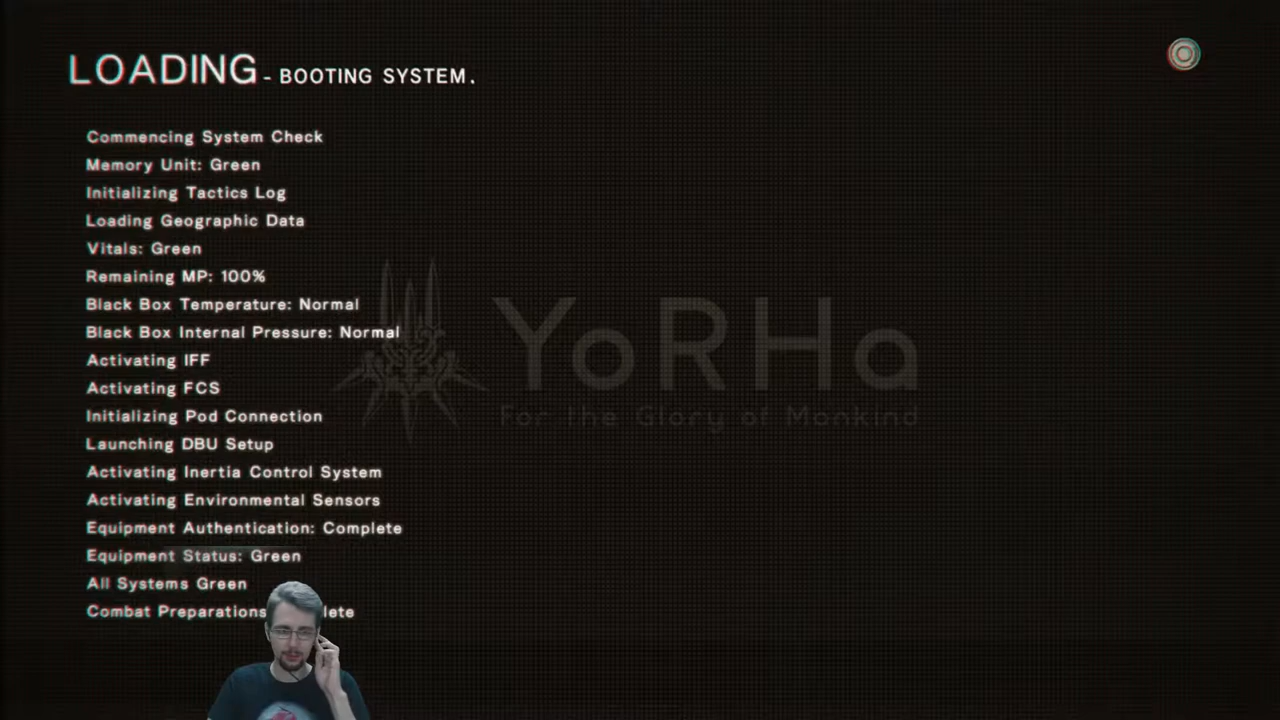 LOADING - BOOTING SYSTEM.
Commencing System Check
Memory Unit: Green
Initializing Tactics Log
Loading Geographic Data
Vitals: Green
Remaining MP: 100%
Black Box Temperature: Normal
Black Box Internal Pressure: Normal
Activating IFF
Activating FCS
Initializing Pod Connection
Launching DBU Setup
Activating Inertia Control System
Activating Environmental Sensors
Equipment Authentication: Complete
Equipment Status: Green
All Systems Green
Combat Preparations lete
YoRHa
For the Glory of Mankind